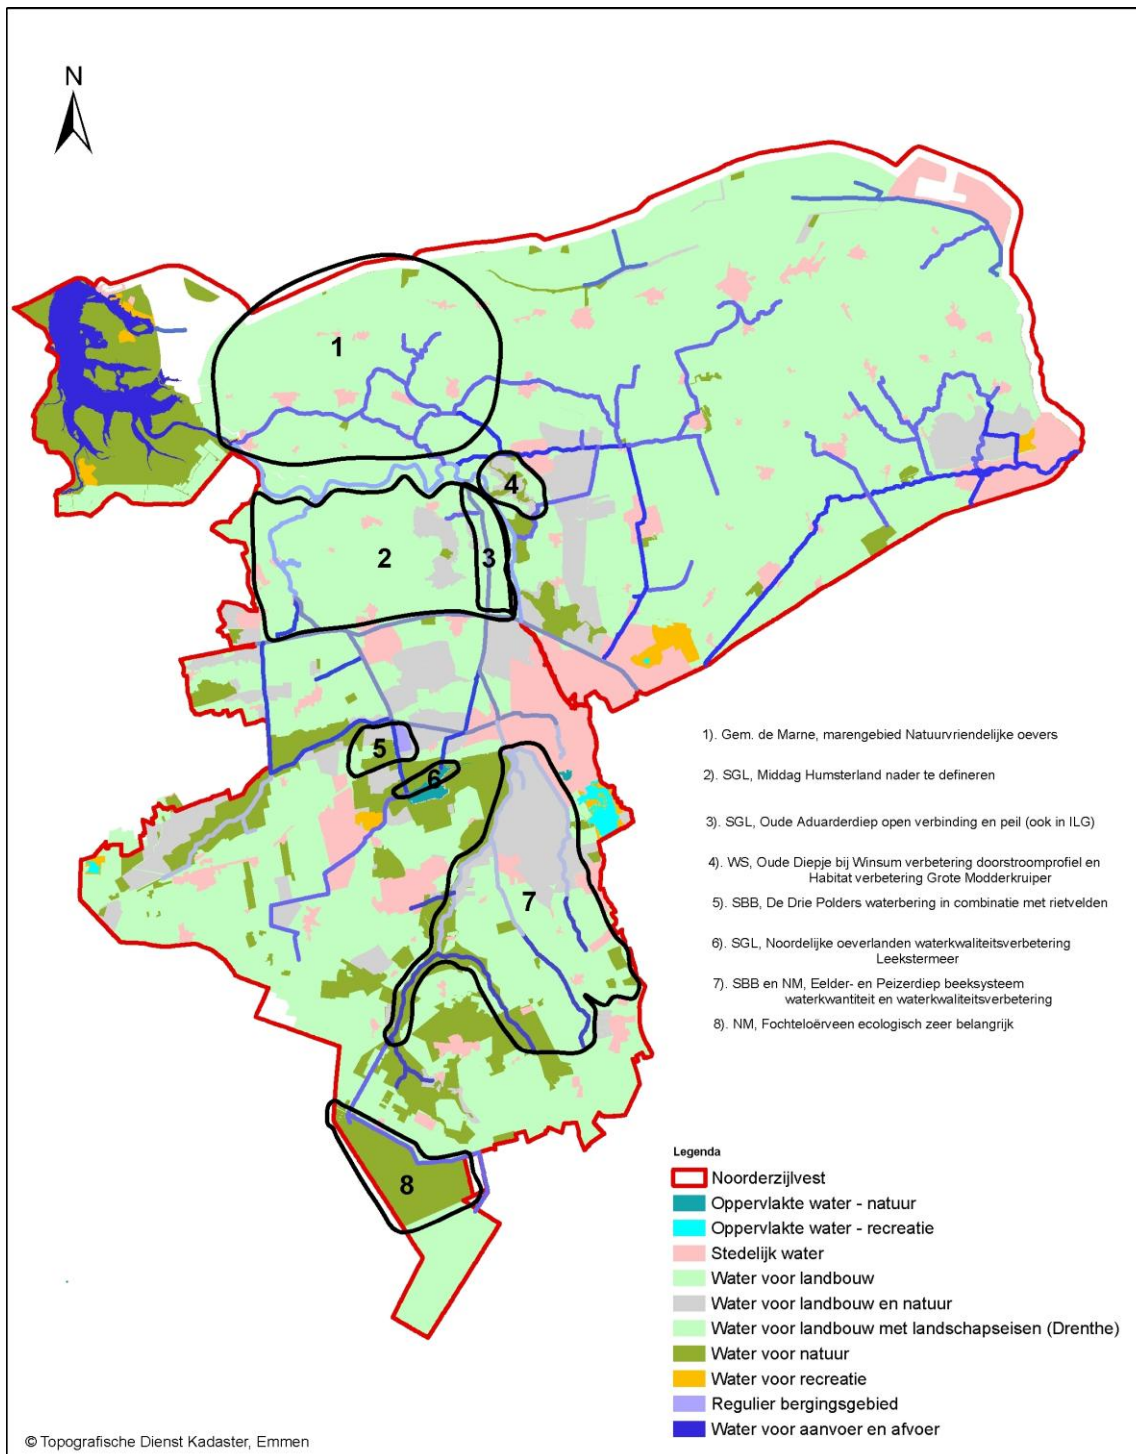 N
1
2
3
4
5
6
7
8
1). Gem. de Marne, marengebied Natuurvriendelijke oevers
2). SGL, Middag Humsterland nader te defineren
3). SGL, Oude Aduarderdiep open verbinding en peil (ook in ILG)
4). WS, Oude Diepje bij Winsum verbetering doorstroomprofiel en
Habitat verbetering Grote Modderkruiper
5). SBB, De Drie Polders waterbering in combinatie met rietvelden
6). SGL, Noordelijke oeverlanden waterkwaliteitsverbetering
Leekstermeer
7). SBB en NM, Eelder- en Peizerdiep beeksysteem
waterkwantiteit en waterkwaliteitsverbetering
8). NM, Fochteloërveen ecologisch zeer belangrijk
Legenda
Noorderzijlvest
Oppervlakte water - natuur
Oppervlakte water - recreatie
Stedelijk water
Water voor landbouw
Water voor landbouw en natuur
Water voor landbouw met landschapseisen (Drenthe)
Water voor natuur
Water voor recreatie
Regulier bergingsgebied
Water voor aanvoer en afvoer
© Topografische Dienst Kadaster, Emmen